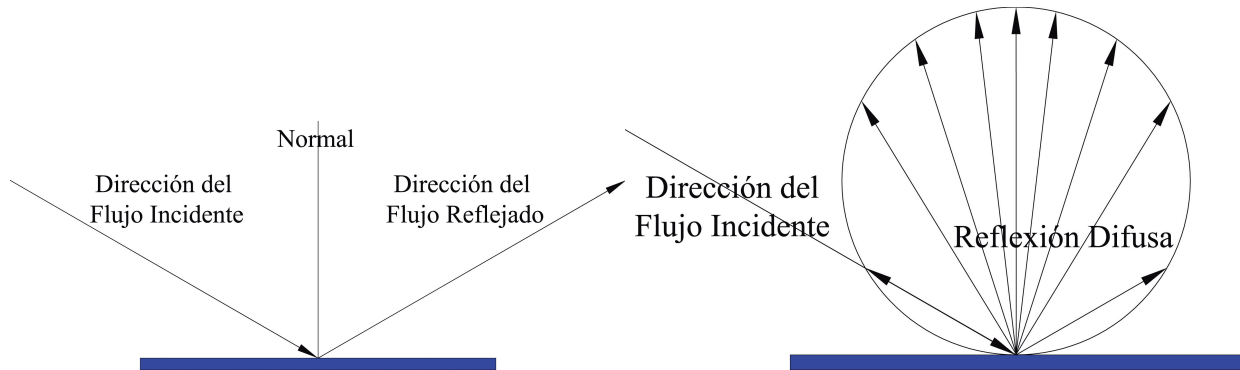 Normal
Dirección del
Flujo Incidente
Dirección del
Flujo Reflejado
Dirección del
Flujo Incidente
Reflexión Difusa